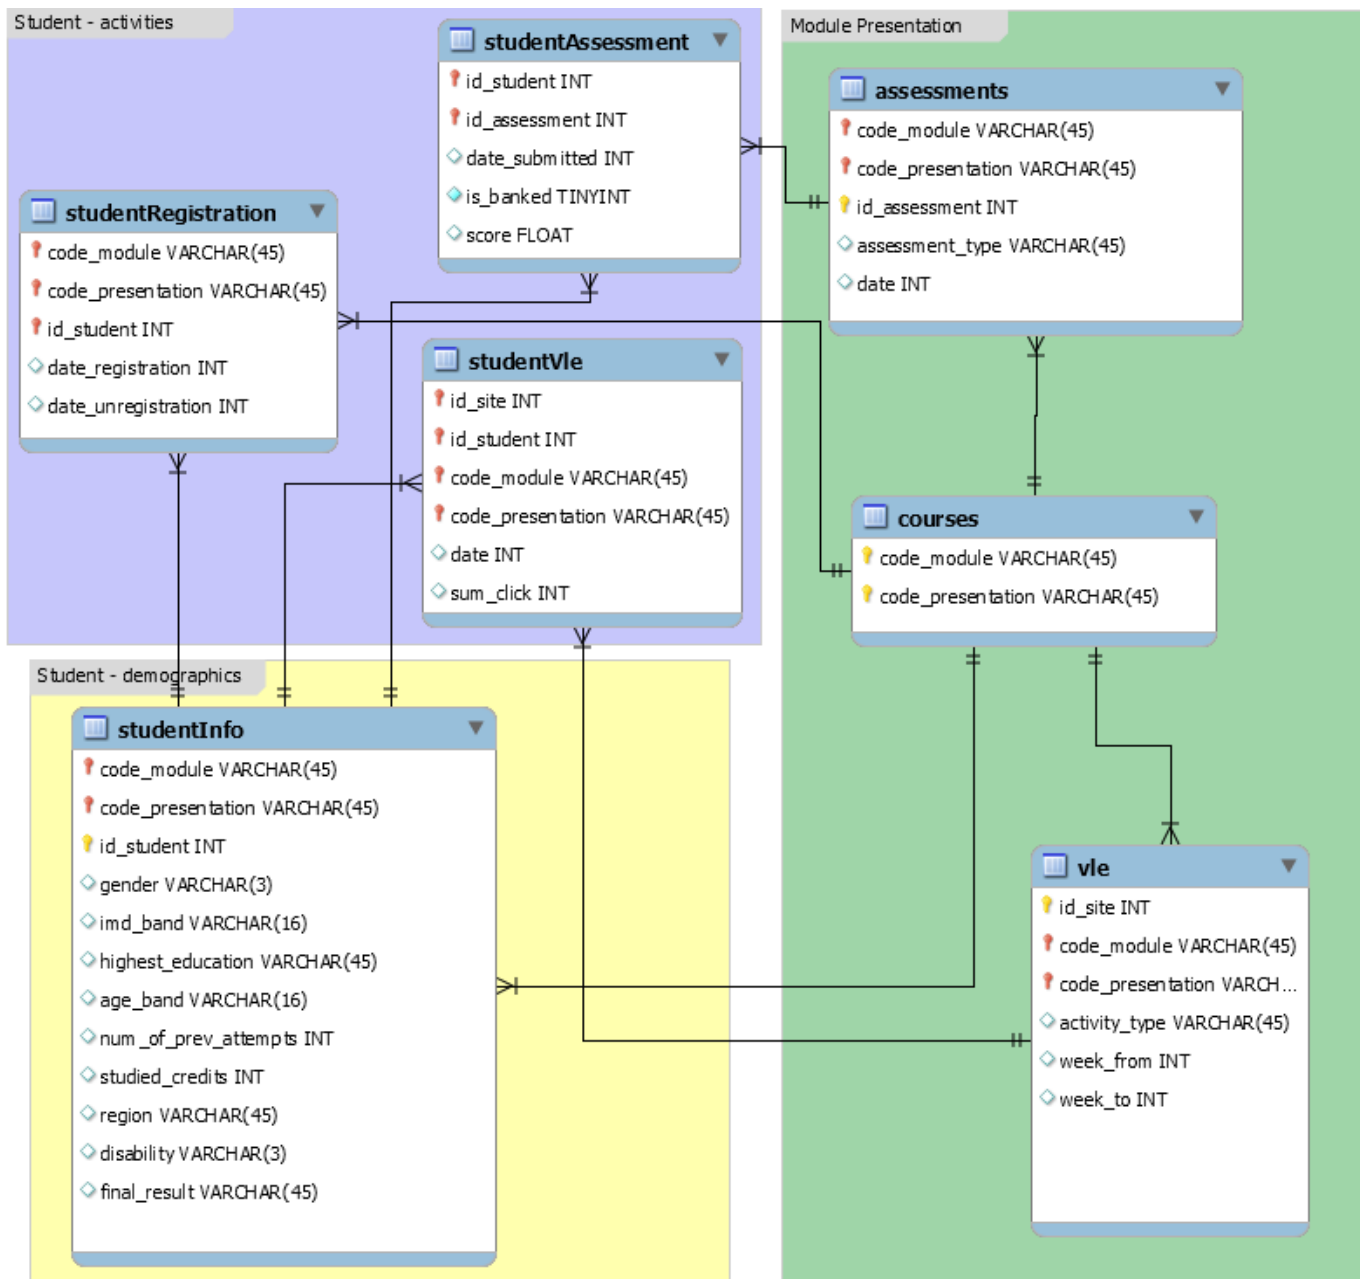 Student - activities
studentAssessment
id_student INT
id_assessment INT
date_submitted INT
is_banked TINYINT
score FLOAT
studentRegistration
code_module VARCHAR(45)
code_presentation VARCHAR(45)
id_student INT
date_registration INT
date_unregistration INT
studentVle
id_site INT
id_student INT
code_module VARCHAR(45)
code_presentation VARCHAR(45)
date INT
sum_click INT
Module Presentation
assessments
code_module VARCHAR(45)
code_presentation VARCHAR(45)
id_assessment INT
assessment_type VARCHAR(45)
date INT
courses
code_module VARCHAR(45)
code_presentation VARCHAR(45)
vle
id_site INT
code_module VARCHAR(45)
code_presentation VARCH...
activity_type VARCHAR(45)
week_from INT
week_to INT
Student - demographics
studentInfo
code_module VARCHAR(45)
code_presentation VARCHAR(45)
id_student INT
gender VARCHAR(3)
imd_band VARCHAR(16)
highest_education VARCHAR(45)
age_band VARCHAR(16)
num_of_prev_attempts INT
studied_credits INT
region VARCHAR(45)
disability VARCHAR(3)
final_result VARCHAR(45)